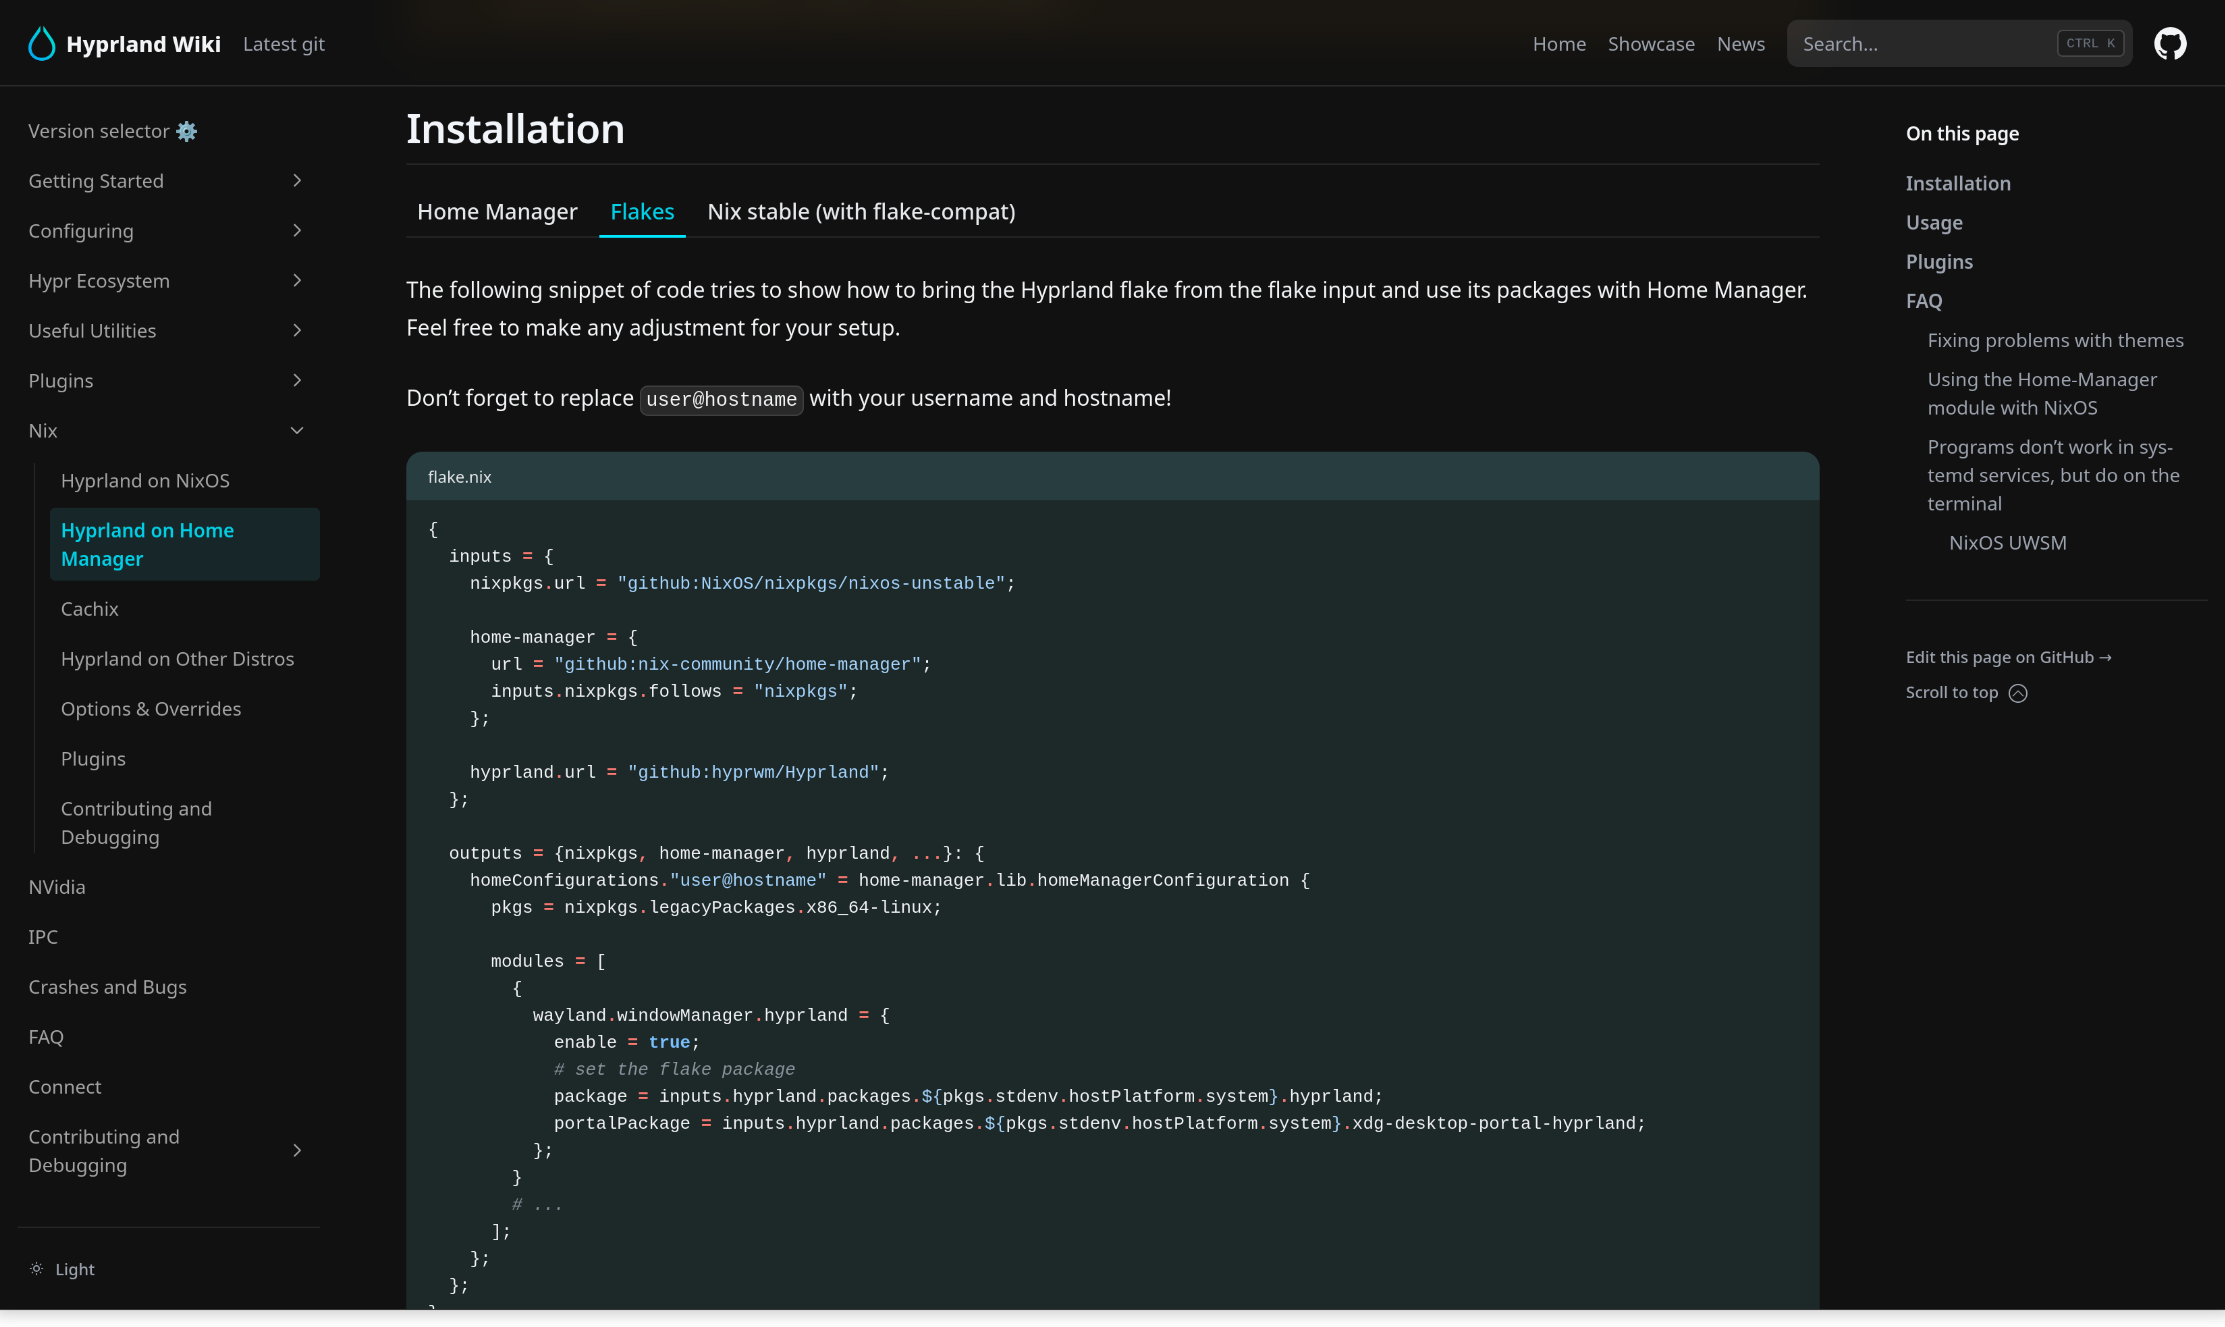 Hyprland Wiki Latest git
Home Showcase News Search... CTRL K
Version selector ⚙️
Getting Started
Configuring
Hypr Ecosystem
Useful Utilities
Plugins
Nix
Hyprland on NixOS
Hyprland on Home
Manager
Cachix
Hyprland on Other Distros
Options & Overrides
Plugins
Contributing and
Debugging
NVidia
IPC
Crashes and Bugs
FAQ
Connect
Contributing and
Debugging
Light
Installation
Home Manager Flakes Nix stable (with flake-compat)
The following snippet of code tries to show how to bring the Hyprland flake from the flake input and use its packages with Home Manager.
Feel free to make any adjustment for your setup.
Don’t forget to replace user@hostname with your username and hostname!
flake.nix
{
  inputs = {
    nixpkgs.url = "github:NixOS/nixpkgs/nixos-unstable";
    home-manager = {
      url = "github:nix-community/home-manager";
      inputs.nixpkgs.follows = "nixpkgs";
    };
    hyprland.url = "github:hyprwm/Hyprland";
  };
  outputs = {nixpkgs, home-manager, hyprland, ...}: {
    homeConfigurations."user@hostname" = home-manager.lib.homeManagerConfiguration {
      pkgs = nixpkgs.legacyPackages.x86_64-linux;
      modules = [
        {
          wayland.windowManager.hyprland = {
            enable = true;
            # set the flake package
            package = inputs.hyprland.packages.${pkgs.stdenv.hostPlatform.system}.hyprland;
            portalPackage = inputs.hyprland.packages.${pkgs.stdenv.hostPlatform.system}.xdg-desktop-portal-hyprland;
          };
        }
        # ...
      ];
    };
  };
On this page
Installation
Usage
Plugins
FAQ
Fixing problems with themes
Using the Home-Manager
module with NixOS
Programs don’t work in sys-
temd services, but do on the
terminal
NixOS UWSM
Edit this page on GitHub →
Scroll to top